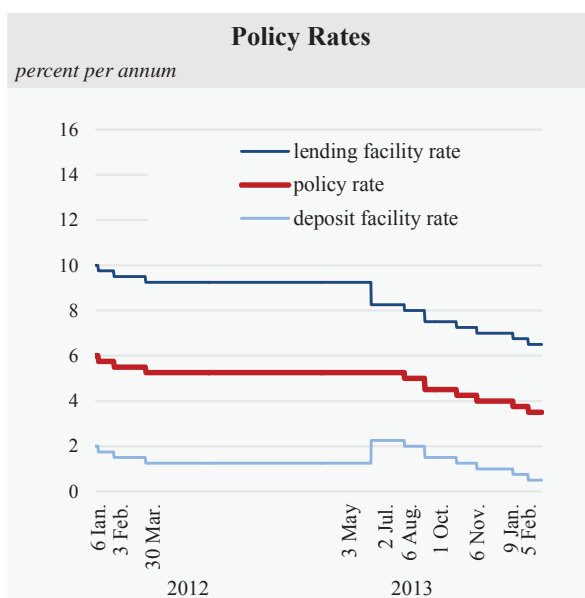 Policy Rates
percent per annum
16
14
12
10
8
6
4
2
0
lending facility rate
policy rate
deposit facility rate
6 Ian.
3 Feb.
30 Mar.
3 May
2 Jul.
6 Aug.
1 Oct.
6 Nov.
9 Ian.
5 Feb.
2012
2013